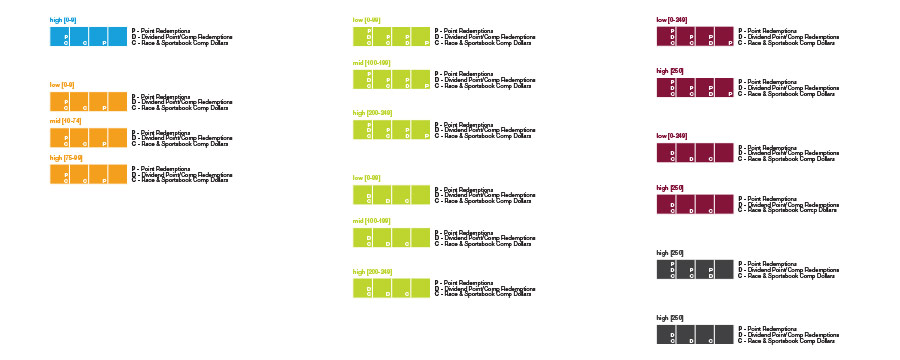 high [0-9]
P - Point Redemptions
D - Dividend Point/Comp Redemptions
C - Race & Sportsbook Comp Dollars
P
C C P
low [0-9]
P - Point Redemptions
D - Dividend Point/Comp Redemptions
C - Race & Sportsbook Comp Dollars
P
C C P
mid [40-74]
P - Point Redemptions
D - Dividend Point/Comp Redemptions
C - Race & Sportsbook Comp Dollars
P
C C P
high [75-99]
P - Point Redemptions
D - Dividend Point/Comp Redemptions
C - Race & Sportsbook Comp Dollars
P
C C P
low [0-99]
P - Point Redemptions
D - Dividend Point/Comp Redemptions
C - Race & Sportsbook Comp Dollars
P
D P P
C C D P
mid [100-199]
P - Point Redemptions
D - Dividend Point/Comp Redemptions
C - Race & Sportsbook Comp Dollars
P
D P P
C C D P
high [200-249]
P - Point Redemptions
D - Dividend Point/Comp Redemptions
C - Race & Sportsbook Comp Dollars
P
D P P
C C D P
low [0-99]
P - Point Redemptions
D - Dividend Point/Comp Redemptions
C - Race & Sportsbook Comp Dollars
D
C D C
mid [100-199]
P - Point Redemptions
D - Dividend Point/Comp Redemptions
C - Race & Sportsbook Comp Dollars
D
C D C
high [200-249]
P - Point Redemptions
D - Dividend Point/Comp Redemptions
C - Race & Sportsbook Comp Dollars
D
C D C
low [0-249]
P - Point Redemptions
D - Dividend Point/Comp Redemptions
C - Race & Sportsbook Comp Dollars
P
D P P
C C D P
high [250]
P - Point Redemptions
D - Dividend Point/Comp Redemptions
C - Race & Sportsbook Comp Dollars
P
D P P
C C D P
low [0-249]
P - Point Redemptions
D - Dividend Point/Comp Redemptions
C - Race & Sportsbook Comp Dollars
D
C D C
high [250]
P - Point Redemptions
D - Dividend Point/Comp Redemptions
C - Race & Sportsbook Comp Dollars
D
C D C
high [250]
P - Point Redemptions
D - Dividend Point/Comp Redemptions
C - Race & Sportsbook Comp Dollars
P
D P P
C C D
high [250]
P - Point Redemptions
D - Dividend Point/Comp Redemptions
C - Race & Sportsbook Comp Dollars
D
C D C